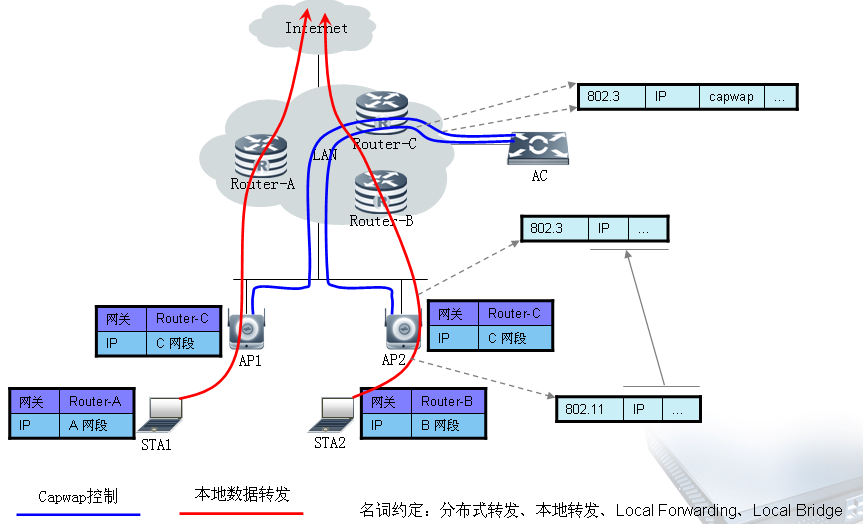 Internet
802.3 IP capwap ...
Router-C
LAN
AC
Router-A
Router-B
802.3 IP ...
网关 Router-C
IP C 网段
AP1
网关 Router-C
IP C 网段
AP2
网关 Router-A
IP A 网段
STA1
网关 Router-B
IP B 网段
STA2
802.11 IP ...
Capwap控制
本地数据转发
名词约定：分布式转发、本地转发、Local Forwarding、Local Bridge